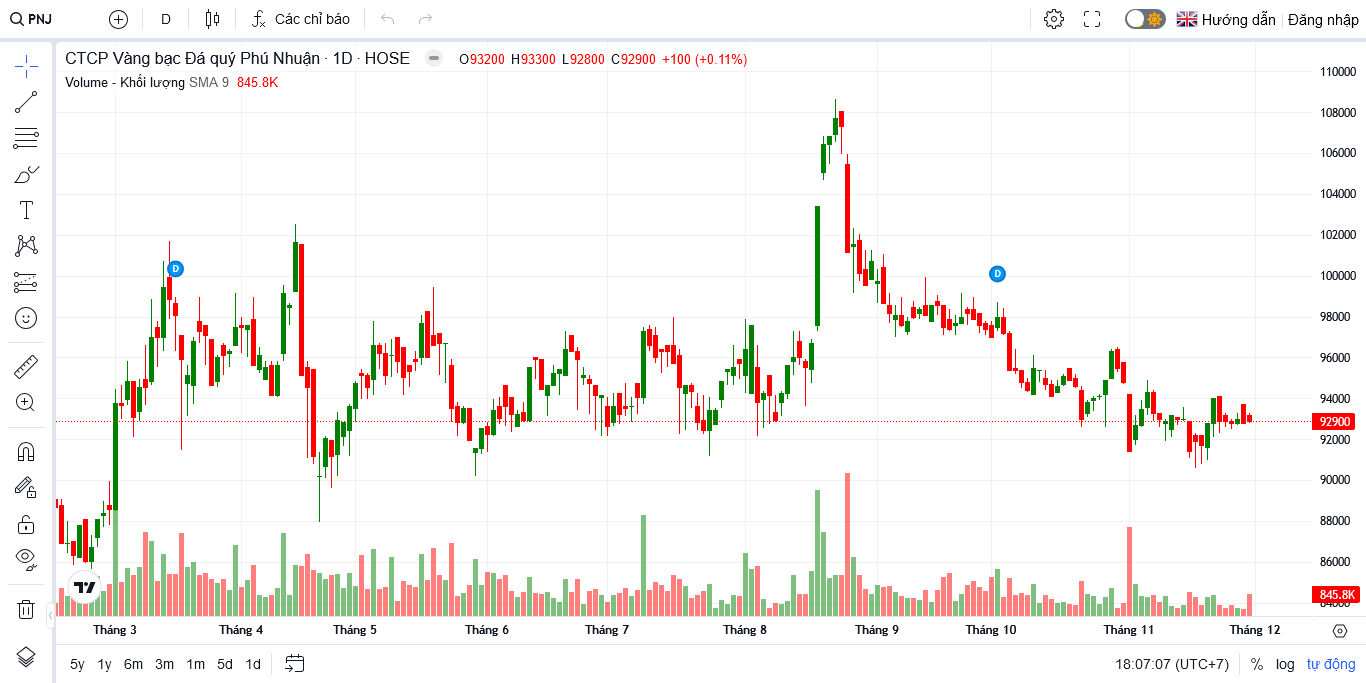 PNJ D Các chỉ báo Hướng dẫn Đăng nhập
CTCP Vàng bạc Đá quý Phú Nhuận · 1D · HOSE O93200 H93300 L92800 C92900 +100 (+0.11%)
Volume - Khối lượng SMA 9 845.8K
110000
108000
106000
104000
102000
D D
100000
98000
96000
94000
92900
92000
90000
88000
86000
845.8K
84000
Tháng 3 Tháng 4 Tháng 5 Tháng 6 Tháng 7 Tháng 8 Tháng 9 Tháng 10 Tháng 11 Tháng 12
5y 1y 6m 3m 1m 5d 1d 18:07:07 (UTC+7) % log tự động